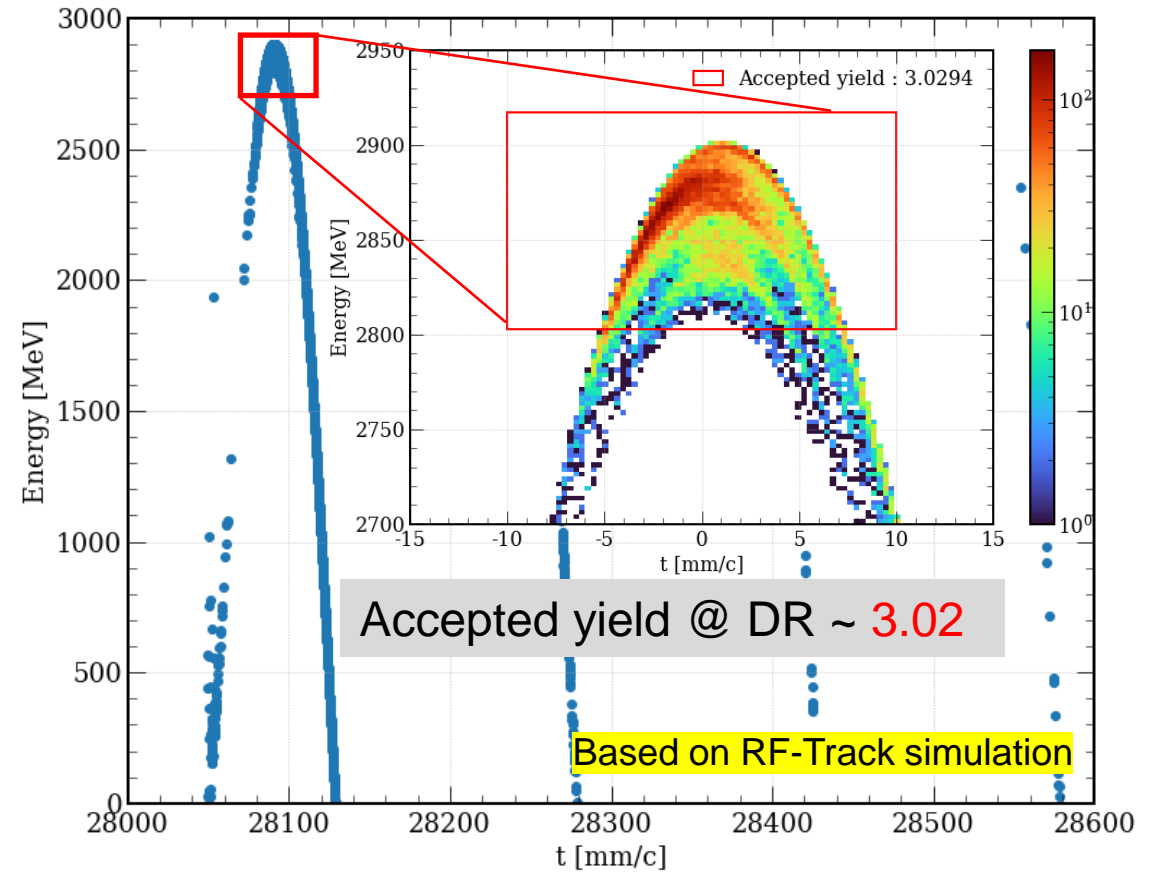 3000
2500
2000
1500
1000
500
0
Energy [MeV]
28000 28100 28200 28300 28400 28500 28600
t [mm/c]
2950
2900
2850
2800
2750
2700
Energy [MeV]
-15 -10 -5 0 5 10 15
t [mm/c]
Accepted yield : 3.0294
10²
10¹
10⁰
Accepted yield @ DR ~ 3.02
Based on RF-Track simulation